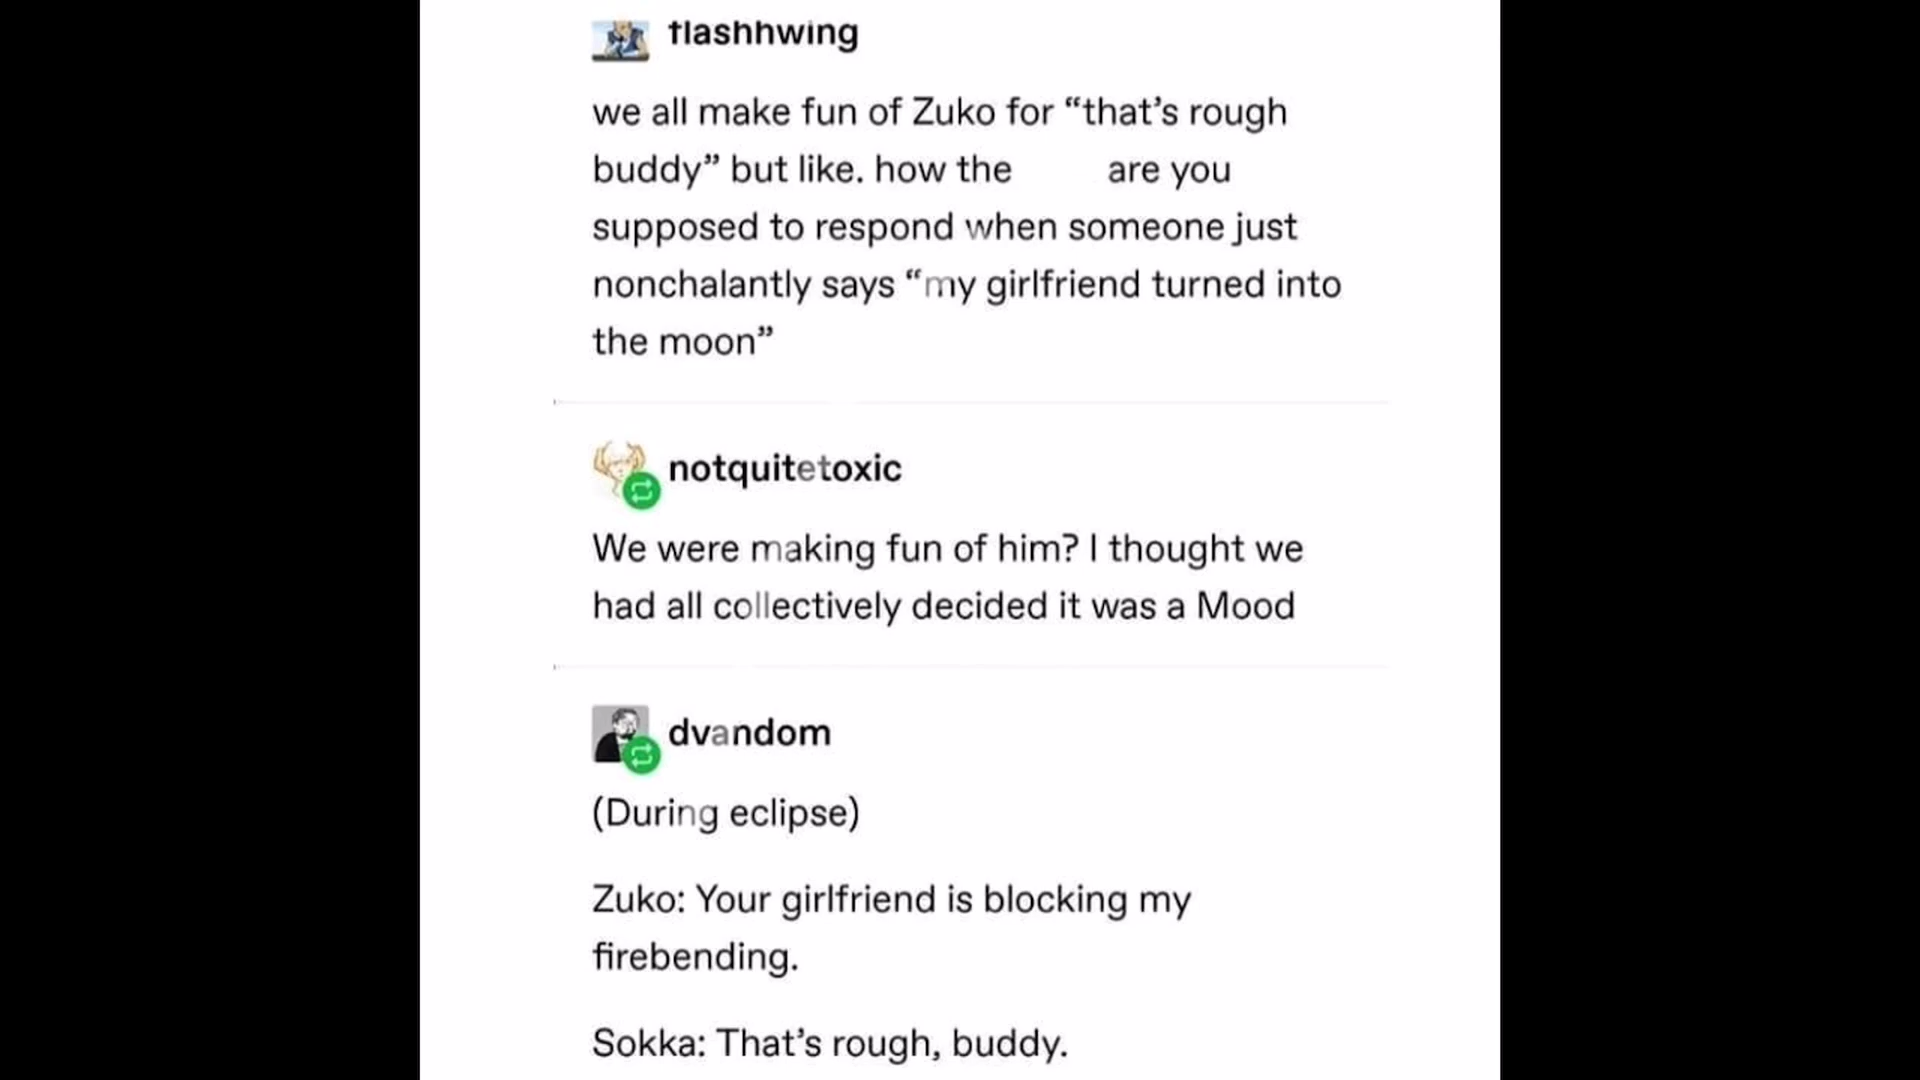 flashhwing
we all make fun of Zuko for “that’s rough
buddy” but like. how the are you
supposed to respond when someone just
nonchalantly says “my girlfriend turned into
the moon”
notquitetoxic
We were making fun of him? I thought we
had all collectively decided it was a Mood
dvandom
(During eclipse)
Zuko: Your girlfriend is blocking my
firebending.
Sokka: That’s rough, buddy.